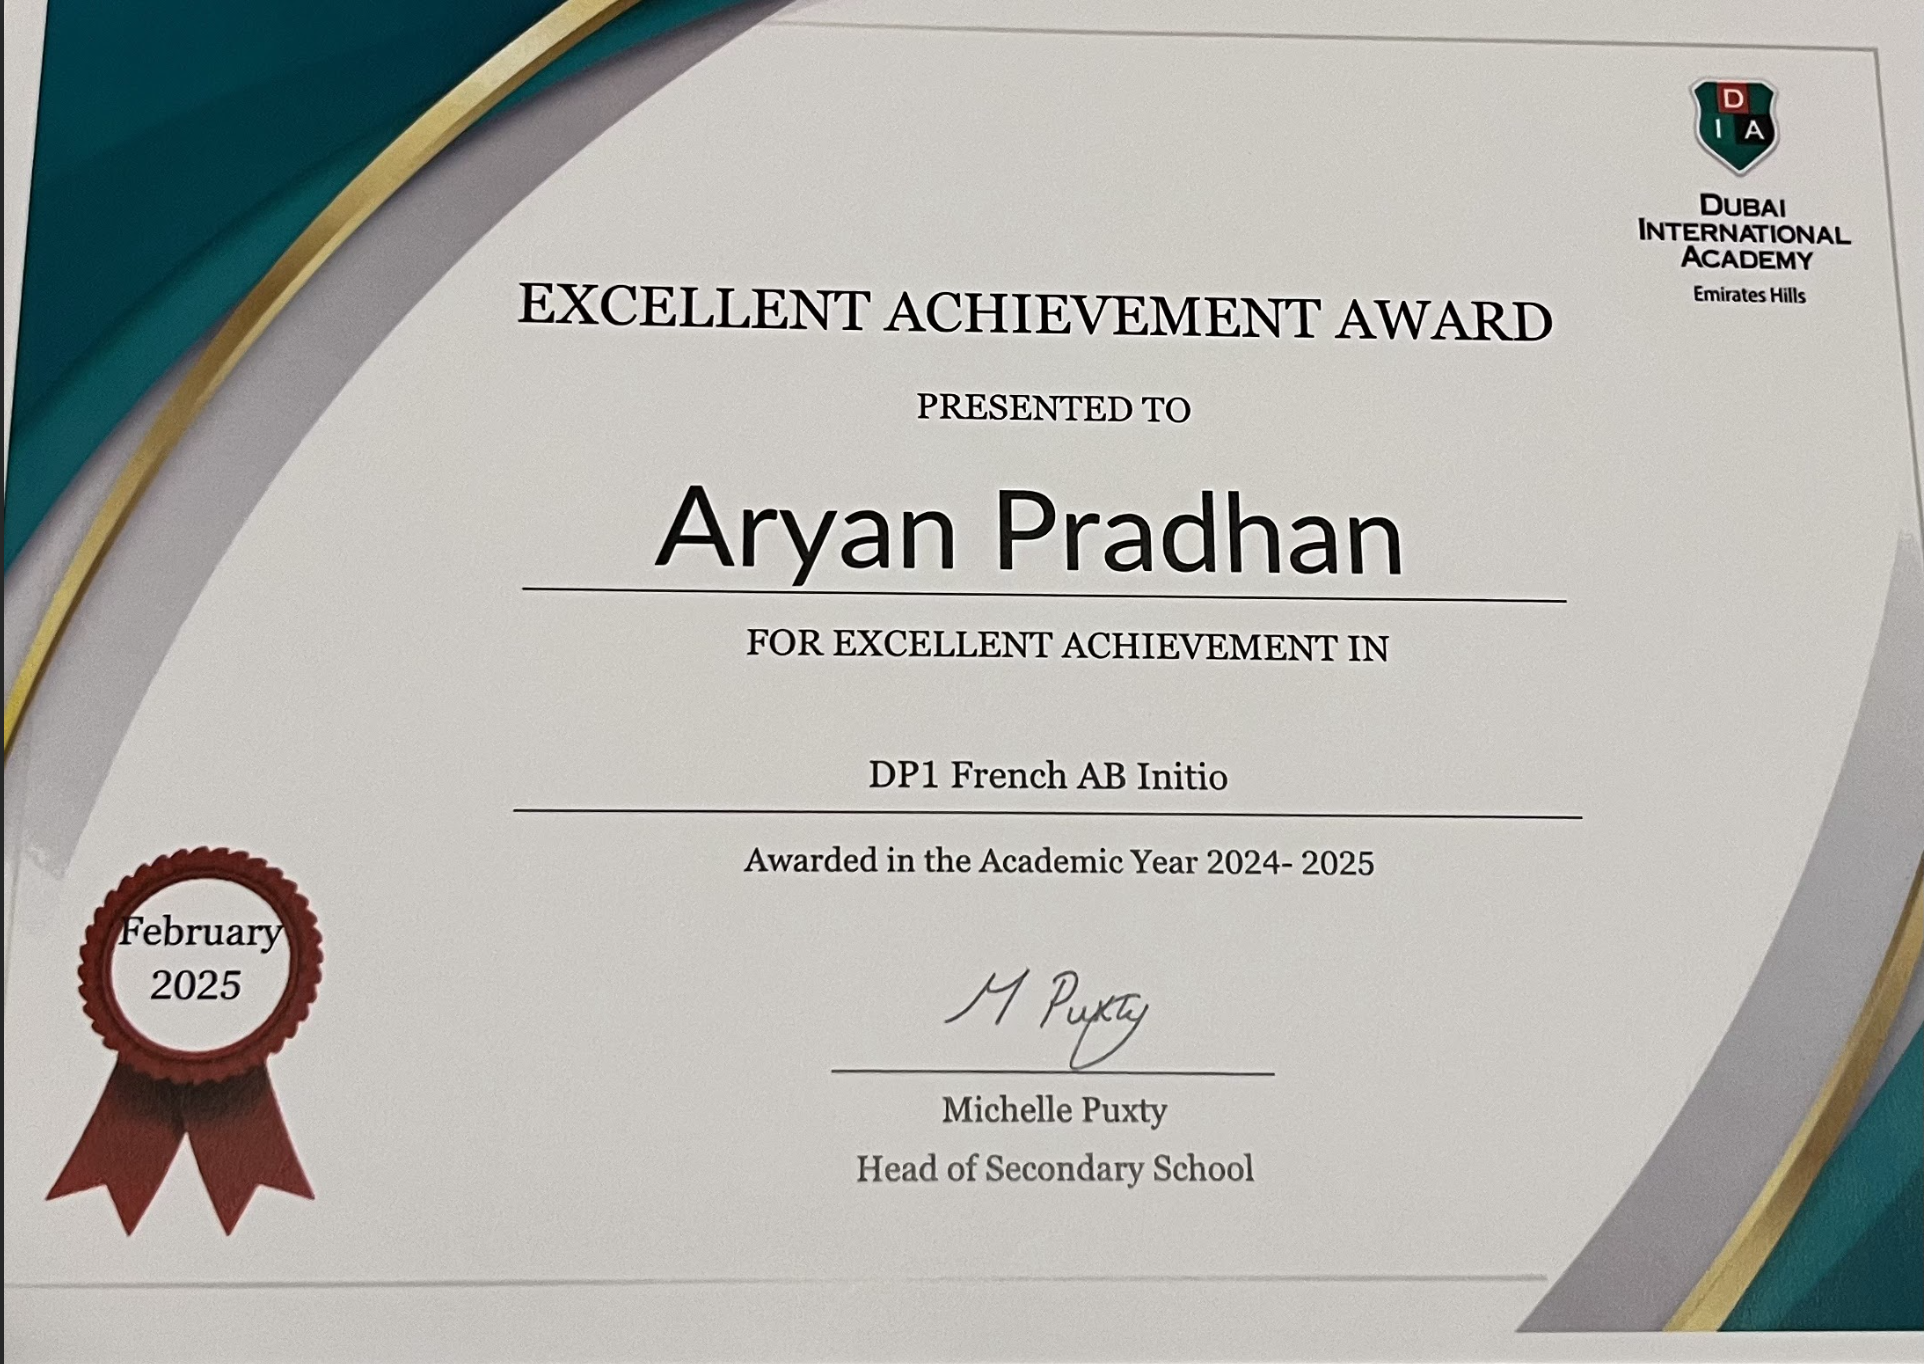 D
I A
DUBAI
INTERNATIONAL
ACADEMY
Emirates Hills
EXCELLENT ACHIEVEMENT AWARD
PRESENTED TO
Aryan Pradhan
FOR EXCELLENT ACHIEVEMENT IN
DP1 French AB Initio
Awarded in the Academic Year 2024- 2025
February
2025
M Puxty
Michelle Puxty
Head of Secondary School